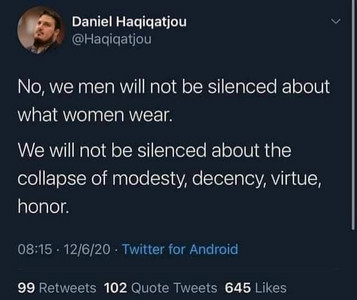 Daniel Haqiqatjou
@Haqiqatjou
No, we men will not be silenced about
what women wear.
We will not be silenced about the
collapse of modesty, decency, virtue,
honor.
08:15 · 12/6/20 · Twitter for Android
99 Retweets 102 Quote Tweets 645 Likes